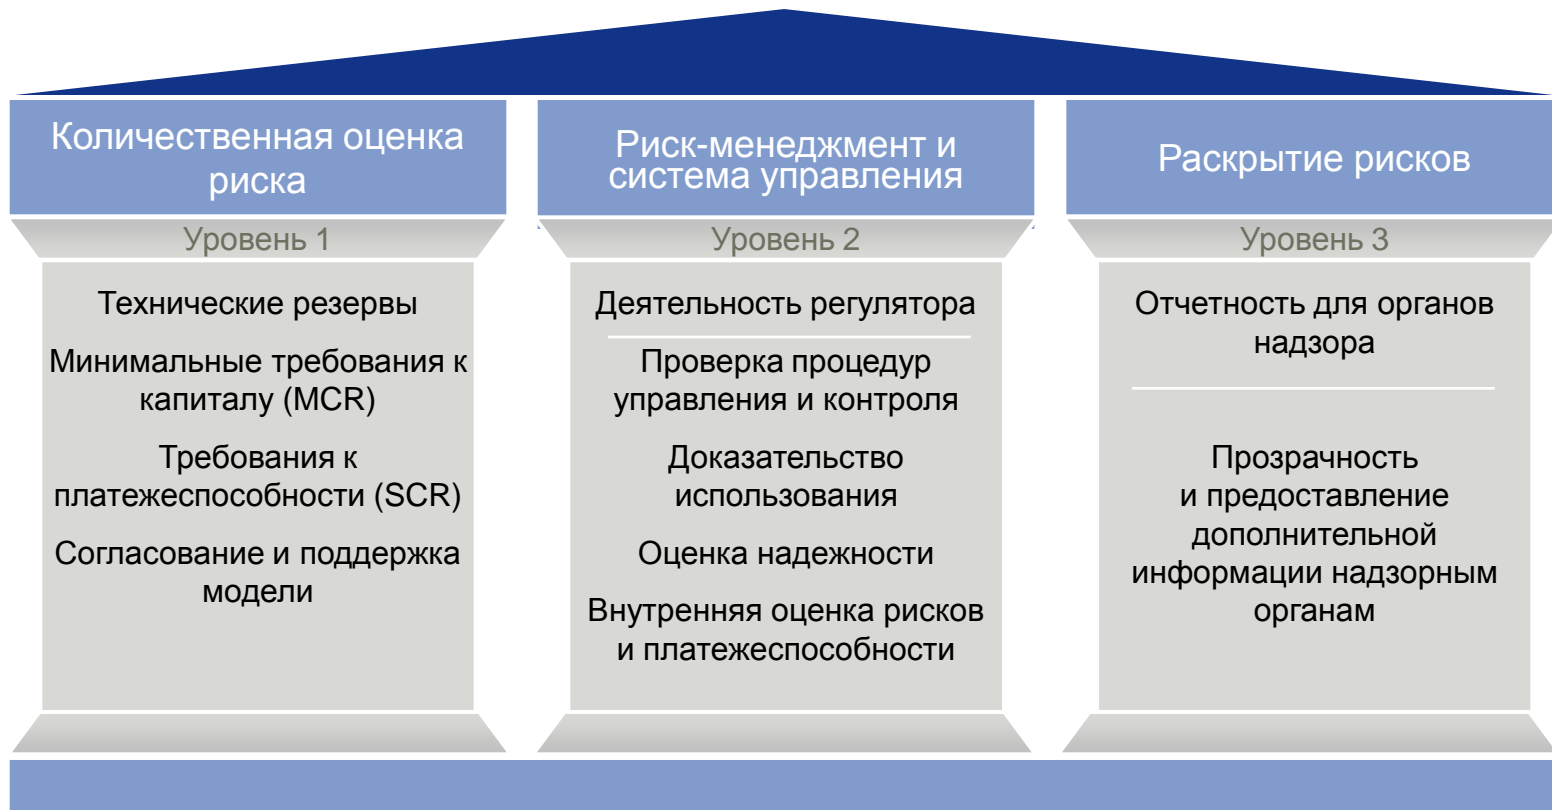 Количественная оценка
риска
Уровень 1
Технические резервы
Минимальные требования к
капиталу (MCR)
Требования к
платежеспособности (SCR)
Согласование и поддержка
модели
Риск-менеджмент и
система управления
Уровень 2
Деятельность регулятора
Проверка процедур
управления и контроля
Доказательство
использования
Оценка надежности
Внутренняя оценка рисков
и платежеспособности
Раскрытие рисков
Уровень 3
Отчетность для органов
надзора
Прозрачность
и предоставление
дополнительной
информации надзорным
органам